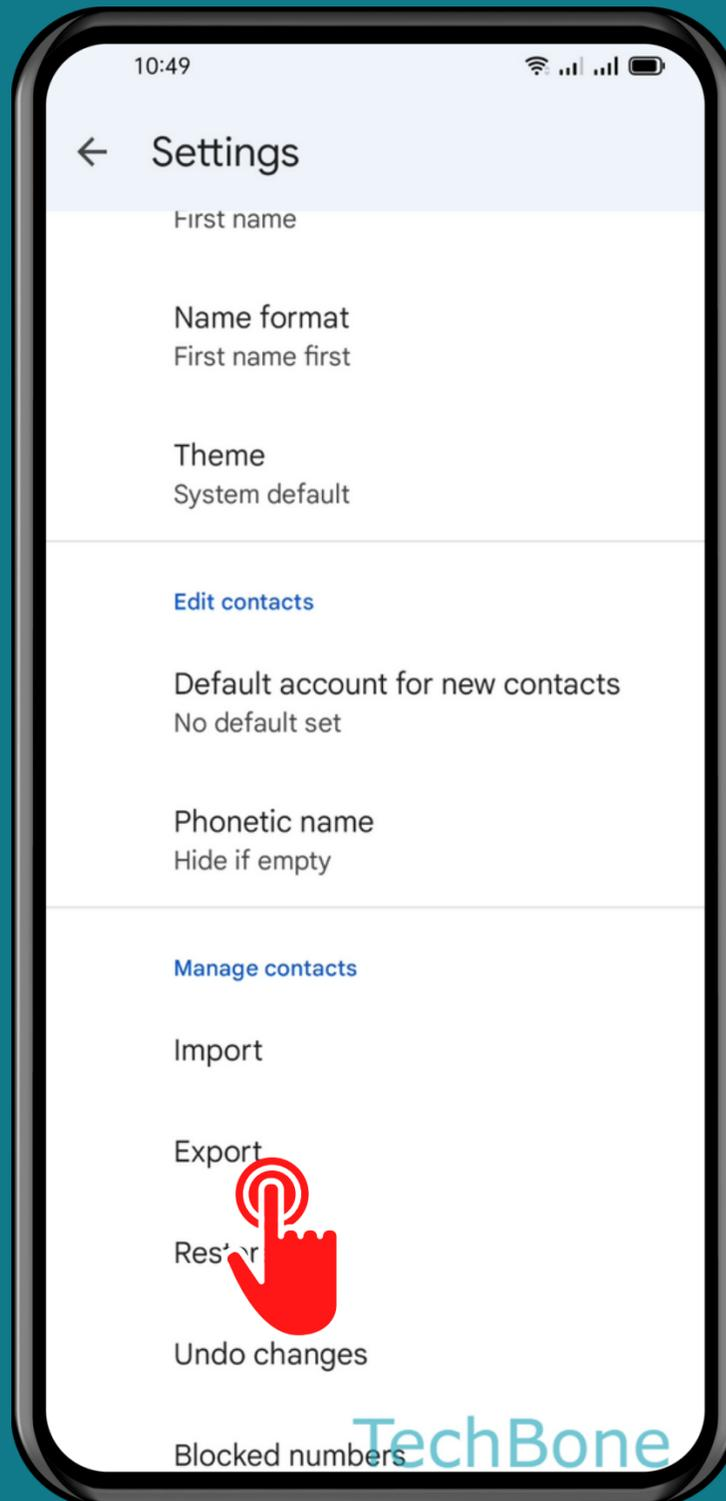 10:49
Settings
First name
Name format
First name first
Theme
System default
Edit contacts
Default account for new contacts
No default set
Phonetic name
Hide if empty
Manage contacts
Import
Export
Undo changes
Blocked numbers
TechBone